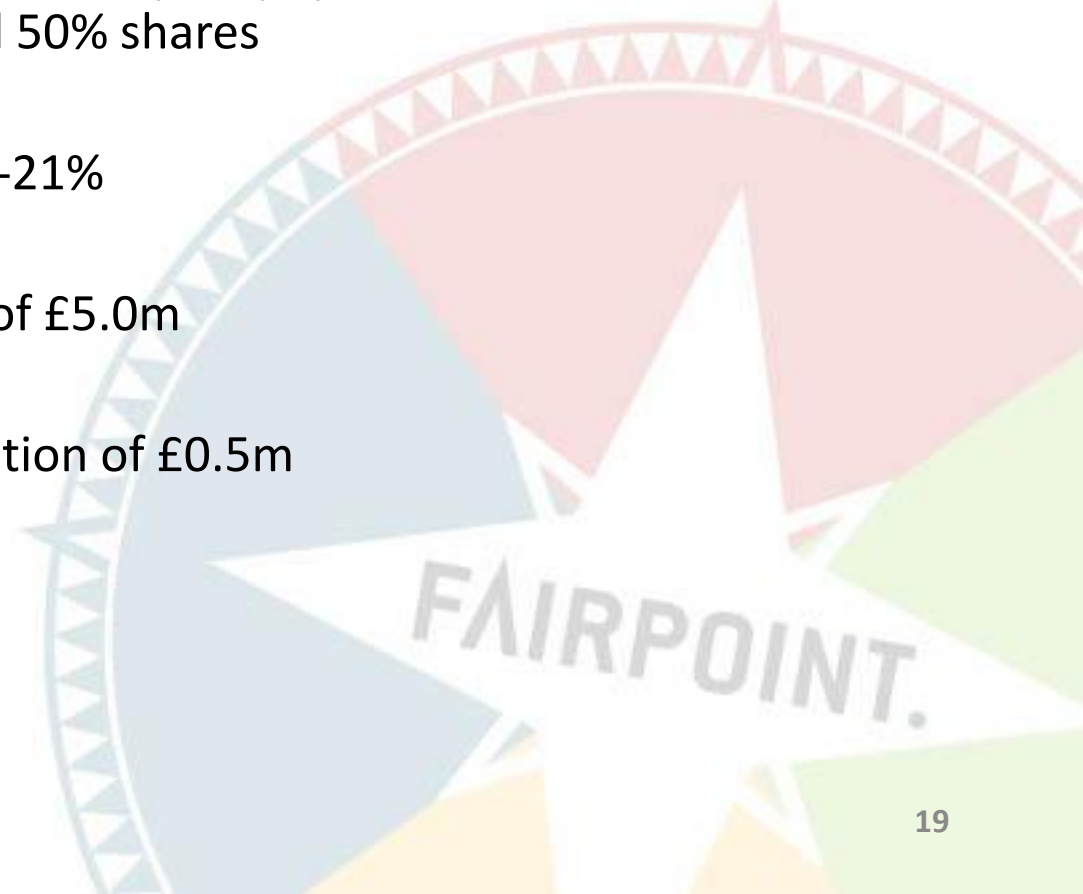 50% shares
-21%
of £5.0m
tion of £0.5m
FAIRPOINT.
19